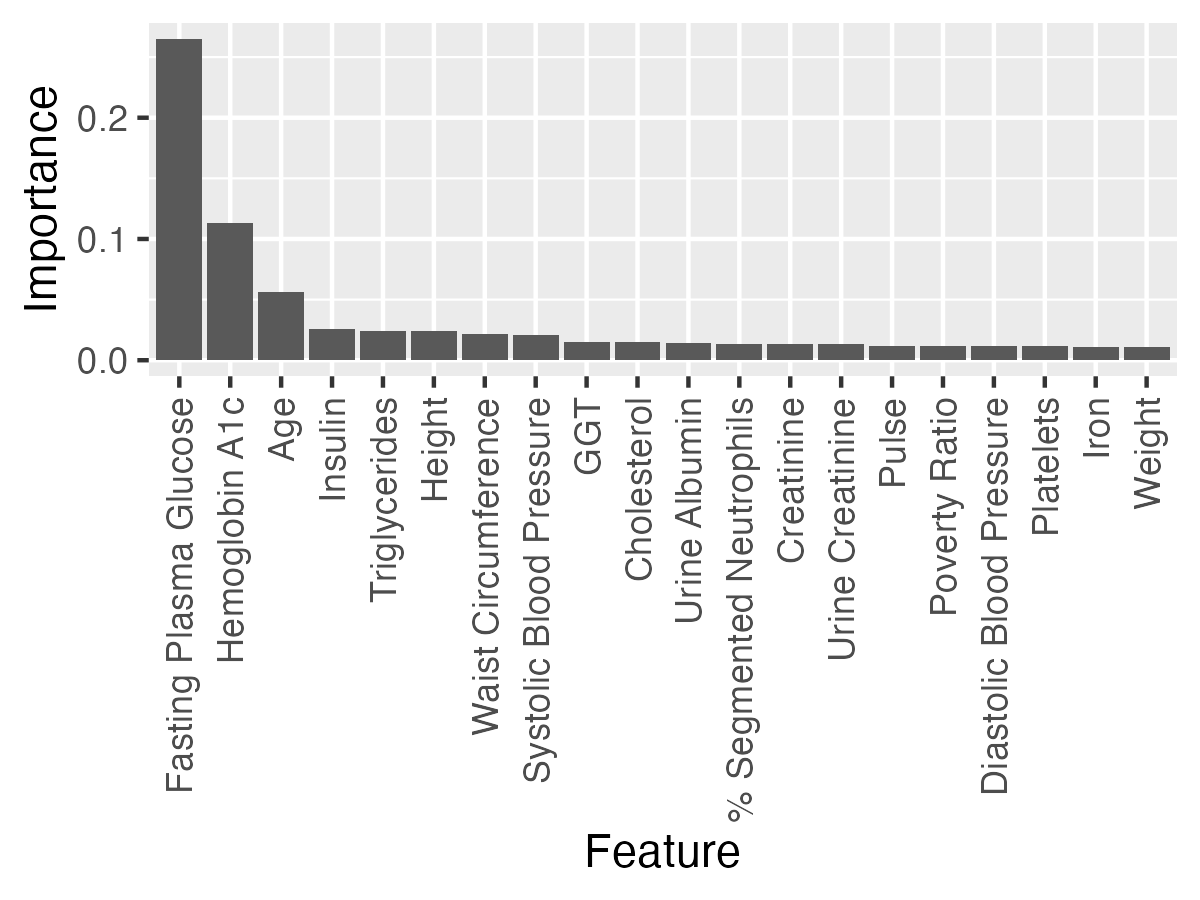 Importance
0.2
0.1
0.0
Fasting Plasma Glucose
Hemoglobin A1c
Age
Insulin
Triglycerides
Height
Waist Circumference
Systolic Blood Pressure
GGT
Cholesterol
Urine Albumin
% Segmented Neutrophils
Creatinine
Urine Creatinine
Pulse
Poverty Ratio
Diastolic Blood Pressure
Platelets
Iron
Weight
Feature